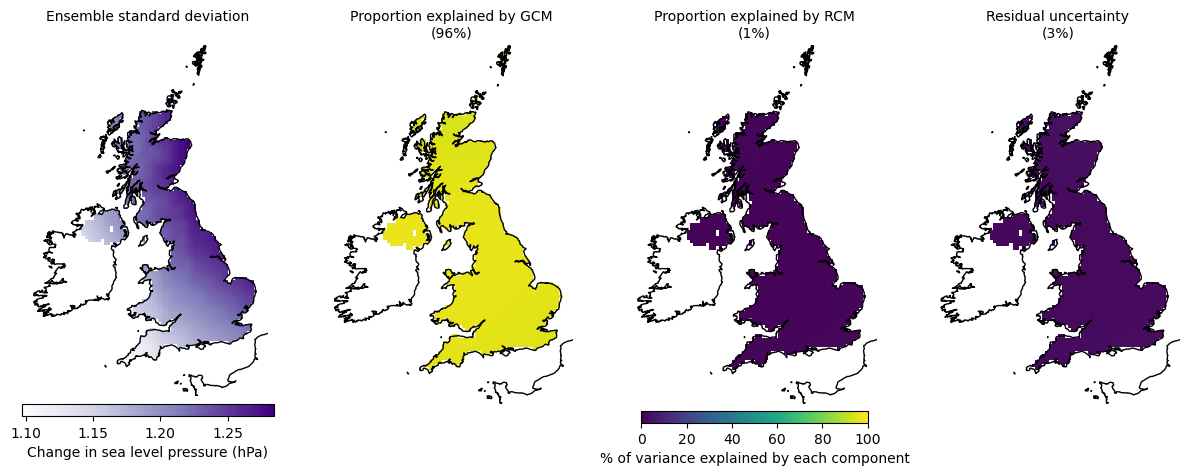 Ensemble standard deviation
Proportion explained by GCM
(96%)
Proportion explained by RCM
(1%)
Residual uncertainty
(3%)
1.10 1.15 1.20 1.25
Change in sea level pressure (hPa)
0 20 40 60 80 100
% of variance explained by each component